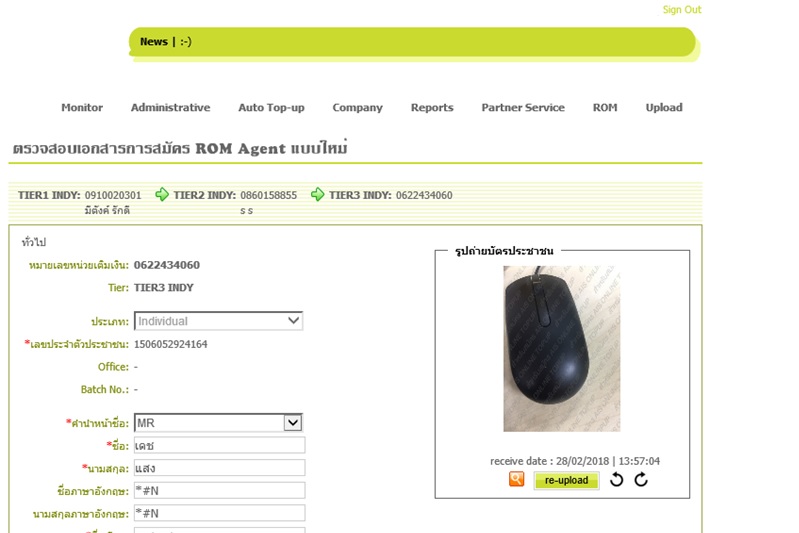 Sign Out
News | :-)
Monitor Administrative Auto Top-up Company Reports Partner Service ROM Upload
ตรวจสอบเอกสารการสมัคร ROM Agent แบบใหม่
TIER1 INDY: 0910020301 TIER2 INDY: 0860158855 TIER3 INDY: 0622434060
มิตังค์ รักดี s s
ทั่วไป
รูปถ่ายบัตรประชาชน
หมายเลขหน่วยเติมเงิน: 0622434060
Tier: TIER3 INDY
ประเภท: Individual
*เลขประจำตัวประชาชน: 1506052924164
Office: -
Batch No.: -
*คำนำหน้าชื่อ: MR
*ชื่อ: เดช
*นามสกุล: แสง
ชื่อภาษาอังกฤษ: *#N
นามสกุลภาษาอังกฤษ: *#N
receive date : 28/02/2018 | 13:57:04
re-upload